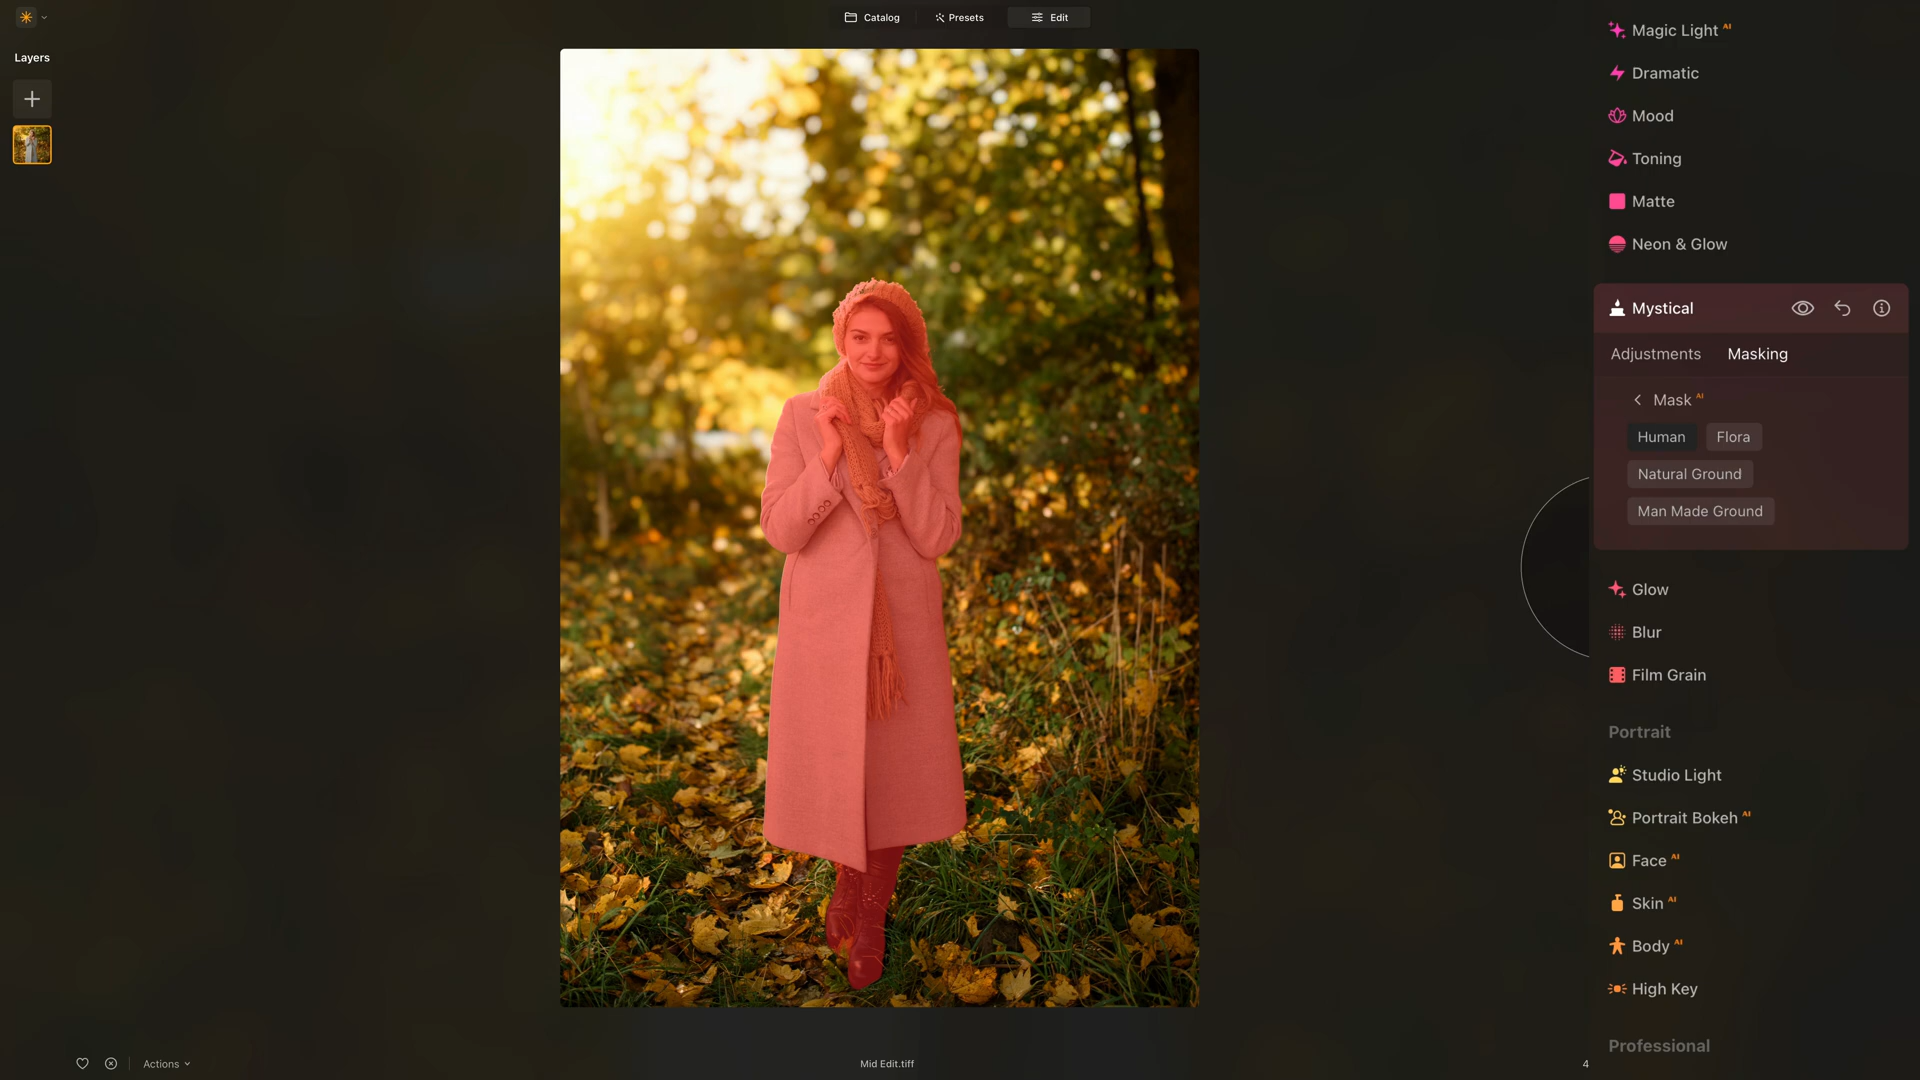 Catalog
Presets
Edit
Layers
Magic Light AI
Dramatic
Mood
Toning
Matte
Neon & Glow
Mystical
Adjustments Masking
Mask AI
Human Flora
Natural Ground
Man Made Ground
Glow
Blur
Film Grain
Portrait
Studio Light
Portrait Bokeh AI
Face AI
Skin AI
Body AI
High Key
Professional
Actions
Mid Edit.tiff
4